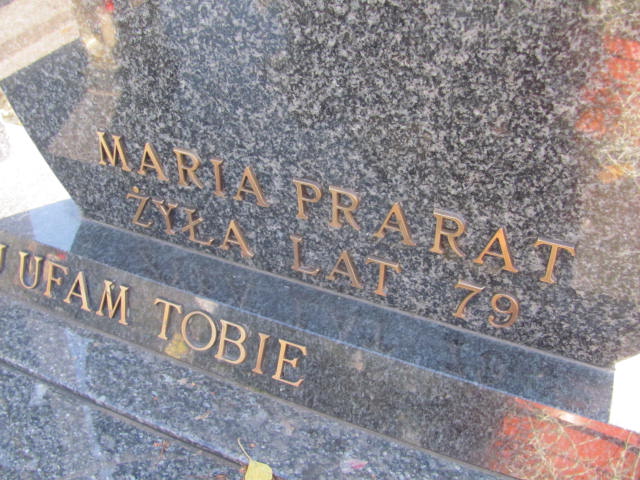 MARIA PRARAT
ŻYŁA LAT 79
UFAM TOBIE